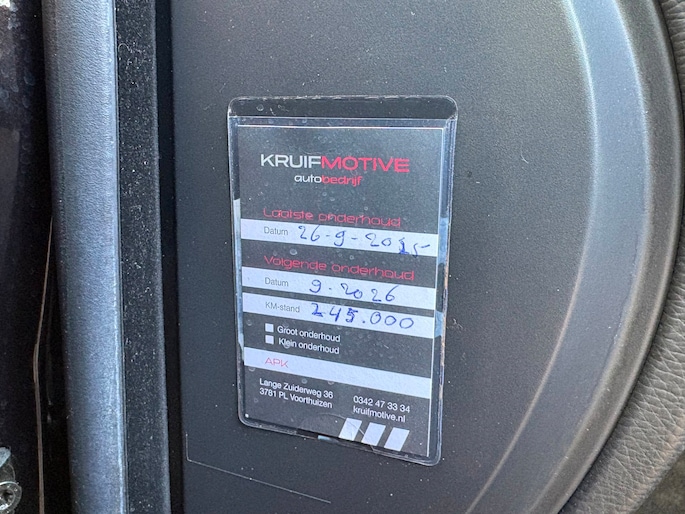 KRUIFMOTIVE
autobedrijf
Laatste onderhoud
Datum 26-9-2025
Volgende onderhoud
Datum 9.2026
KM-stand 245.000
Groot onderhoud
Klein onderhoud
APK
Lange Zuiderweg 36
3781 PL Voorthuizen
0342 47 33 34
kruifmotive.nl